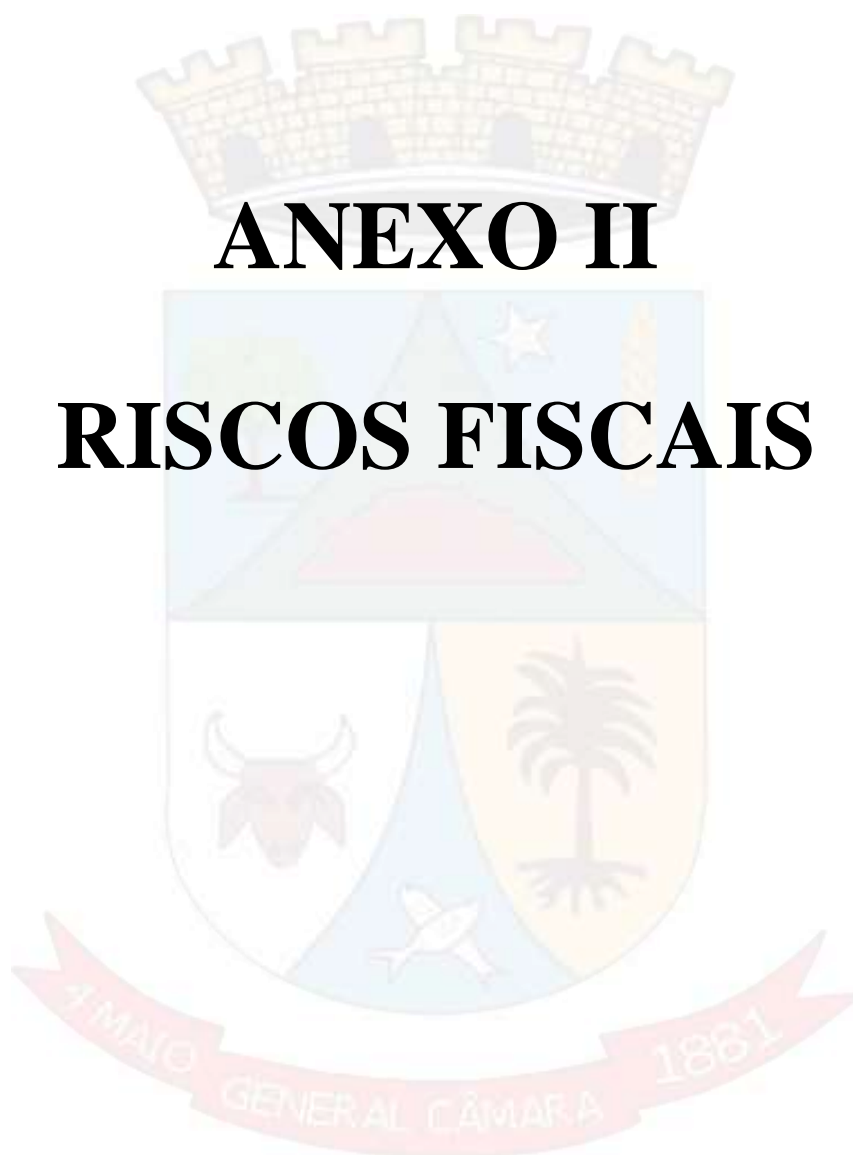 ANEXO II
RISCOS FISCAIS
4 MAIO
GENERAL CÂMARA
1881